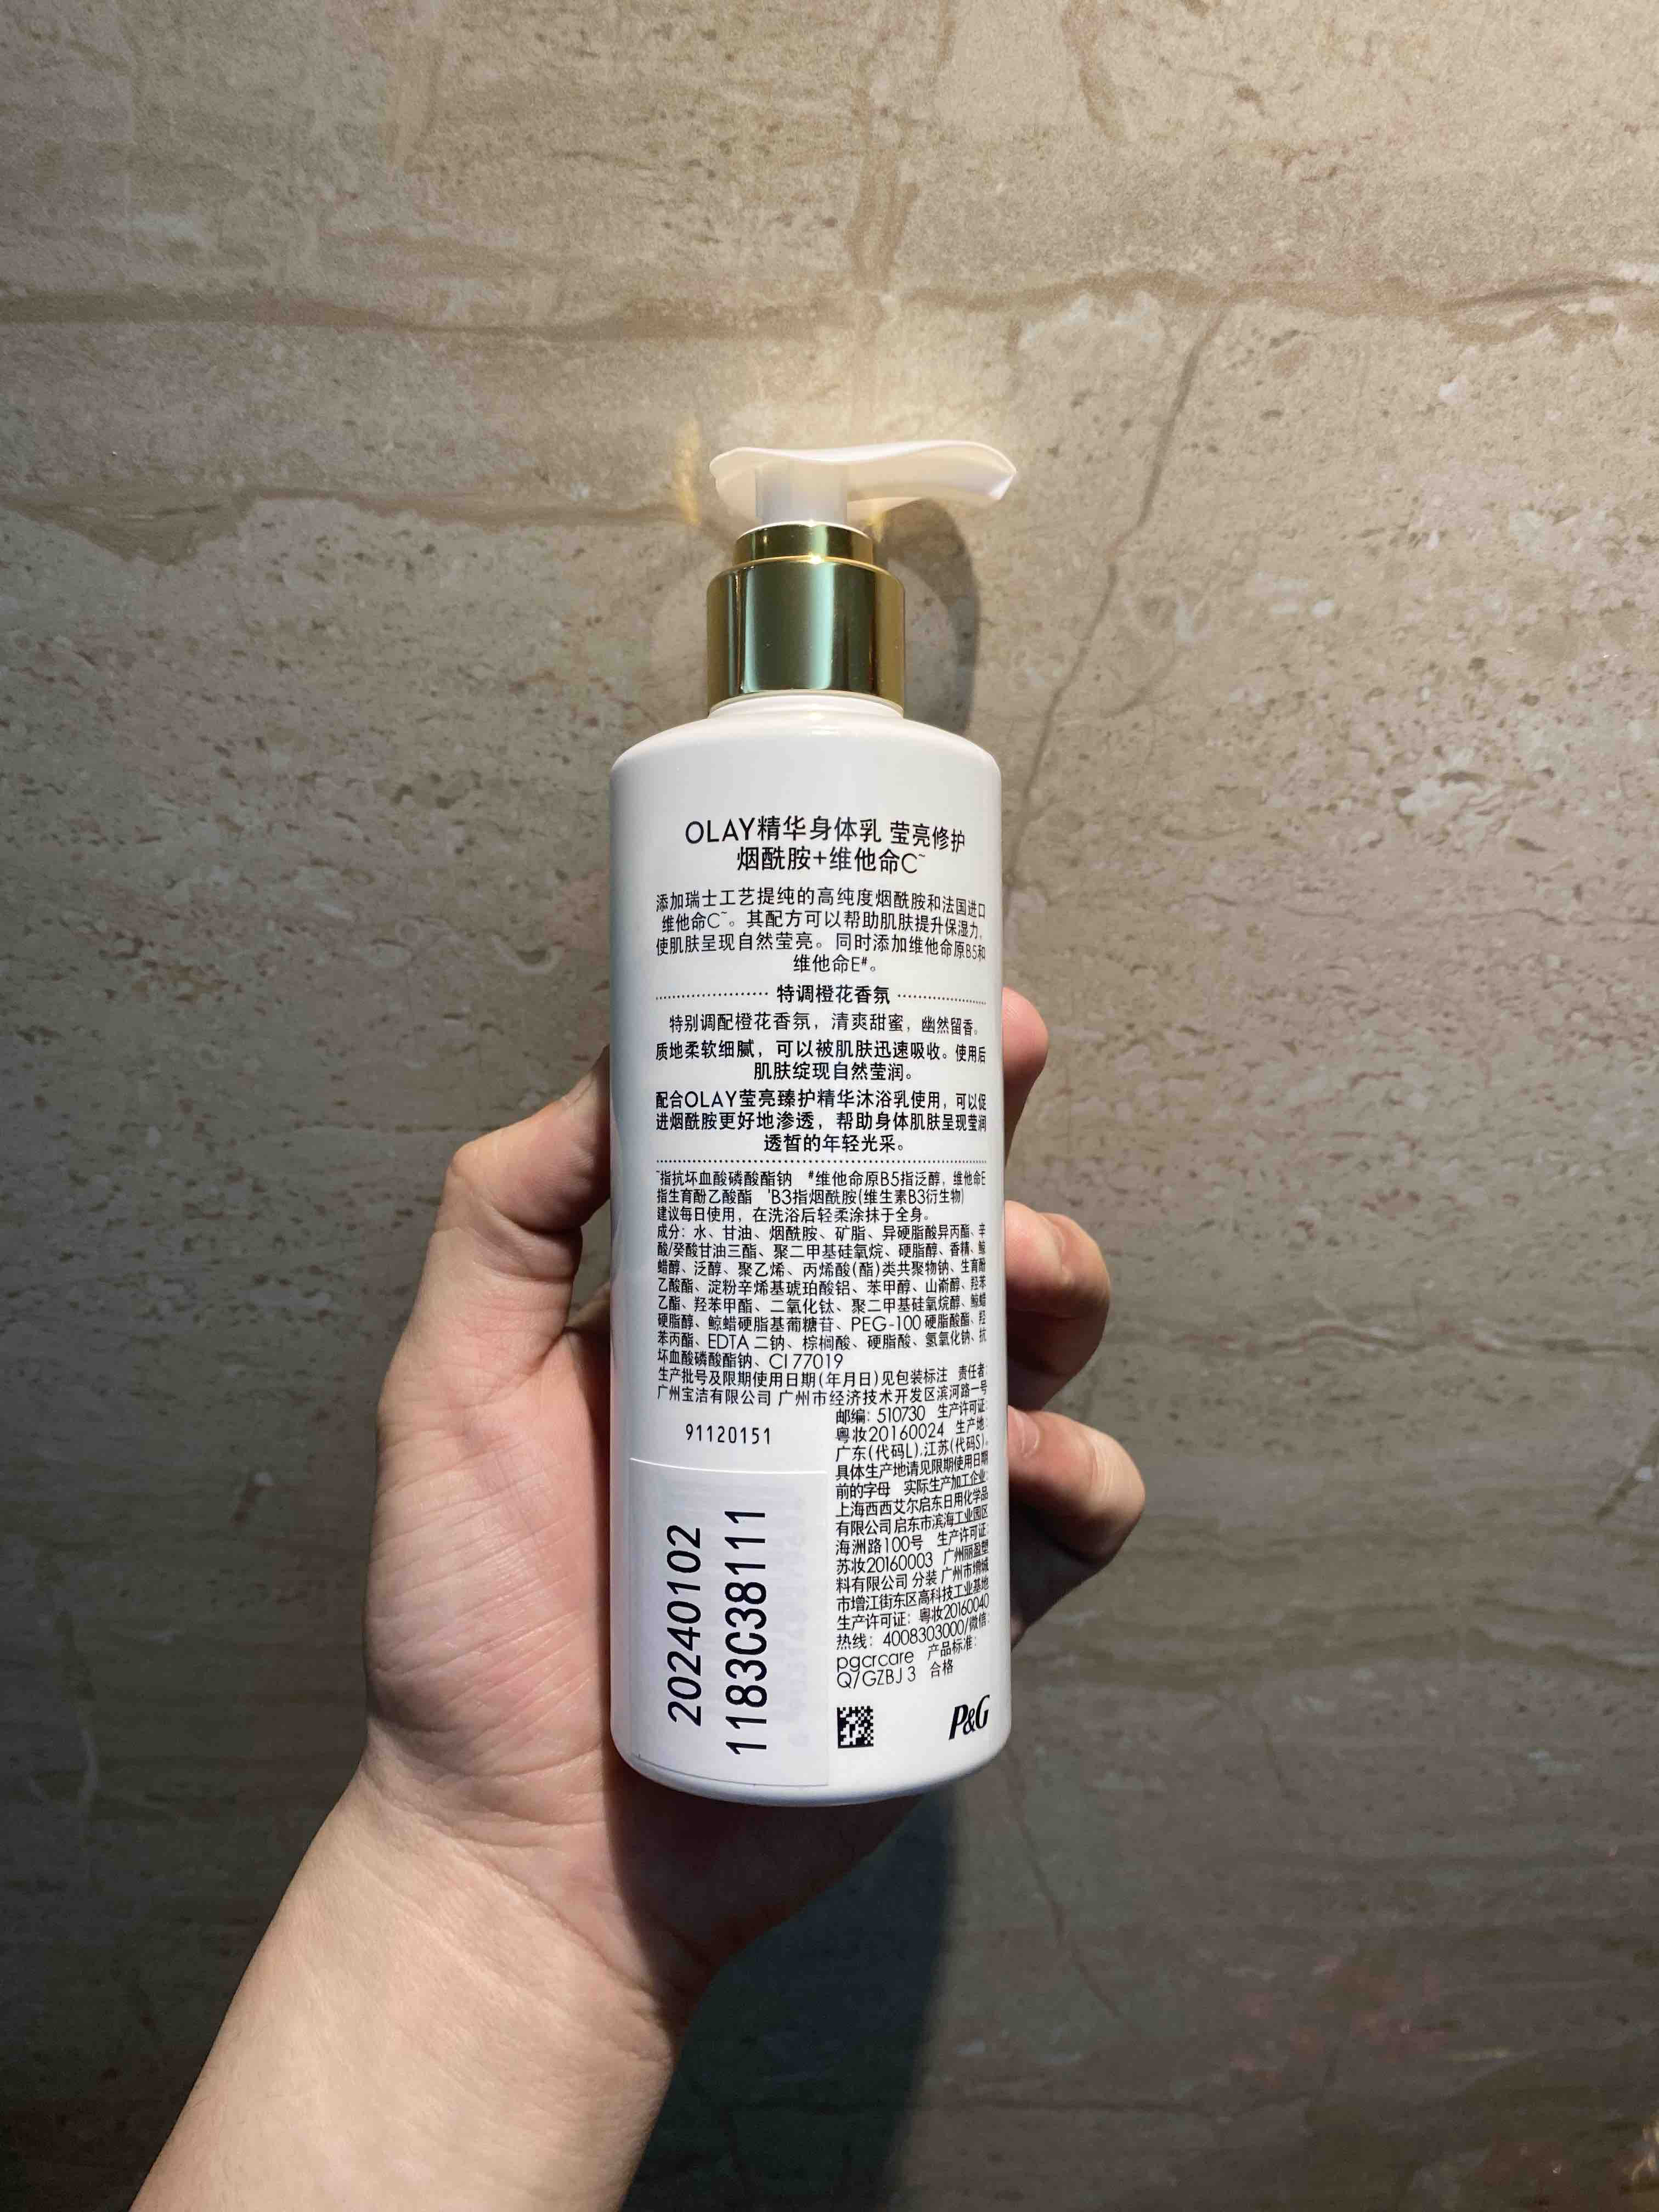 OLAY精华身体乳 莹亮修护
烟酰胺+维他命C~
添加瑞士工艺提纯的高纯度烟酰胺和法国进口
维他命C~。其配方可以帮助肌肤提升保湿力,
使肌肤呈现自然莹亮。同时添加维他命原B5和
维他命E#。
特调橙花香氛
特别调配橙花香氛，清爽甜蜜，幽然留香。
质地柔软细腻，可以被肌肤迅速吸收。使用后
肌肤绽现自然莹润。
配合OLAY莹亮臻护精华沐浴乳使用，可以促
进烟酰胺更好地渗透，帮助身体肌肤呈现莹润
透皙的年轻光采。
~指抗坏血酸磷酸酯钠 #维他命原B5指泛醇，维他命E
指生育酚乙酸酯 'B3指烟酰胺(维生素B3衍生物)
建议每日使用，在洗浴后轻柔涂抹于全身。
成分：水、甘油、烟酰胺、矿脂、异硬脂酸异丙酯、辛
酸/癸酸甘油三酯、聚二甲基硅氧烷、硬脂醇、香精、鲸
蜡醇、泛醇、聚乙烯、丙烯酸(酯)类共聚物钠、生育酚
乙酸酯、淀粉辛烯基琥珀酸铝、苯甲醇、山嵛醇、羟苯
乙酯、羟苯甲酯、二氧化钛、聚二甲基硅氧烷醇、鲸蜡
硬脂醇、鲸蜡硬脂基葡糖苷、PEG-100硬脂酸酯、羟
苯丙酯、EDTA 二钠、棕榈酸、硬脂酸、氢氧化钠、抗
坏血酸磷酸酯钠、CI 77019
生产批号及限期使用日期(年月日)见包装标注 责任者:
广州宝洁有限公司 广州市经济技术开发区滨河路一号
邮编: 510730 生产许可证:
粤妆20160024 生产地:
广东(代码L),江苏(代码S),
具体生产地请见限期使用日期
前的字母 实际生产加工企业:
上海西西艾尔启东日用化学品
有限公司 启东市滨海工业园区
海洲路100号 生产许可证:
苏妆20160003 广州丽盈塑
料有限公司 分装 广州市增城
市增江街东区高科技工业基地
生产许可证: 粤妆20160040
热线: 4008303000/微信:
pgcrcare 产品标准:
Q/GZBJ 3 合格
91120151
20240102
1183C38111
P&G